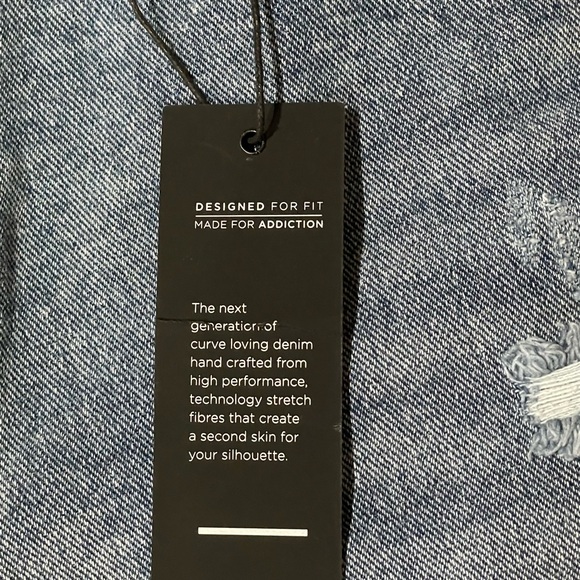 DESIGNED FOR FIT
MADE FOR ADDICTION
The next
generation of
curve loving denim
hand crafted from
high performance,
technology stretch
fibres that create
a second skin for
your silhouette.